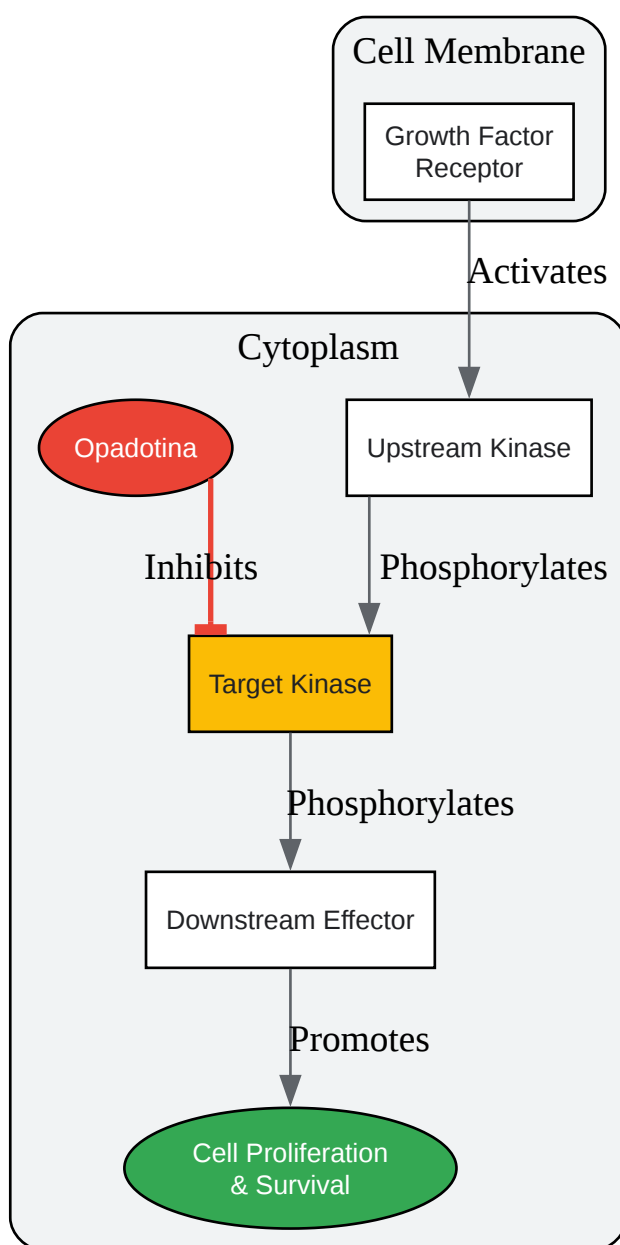 Cell Membrane
Growth Factor
Receptor
Activates
Cytoplasm
Opadotina
Upstream Kinase
Inhibits
Phosphorylates
Target Kinase
Phosphorylates
Downstream Effector
Promotes
Cell Proliferation
& Survival